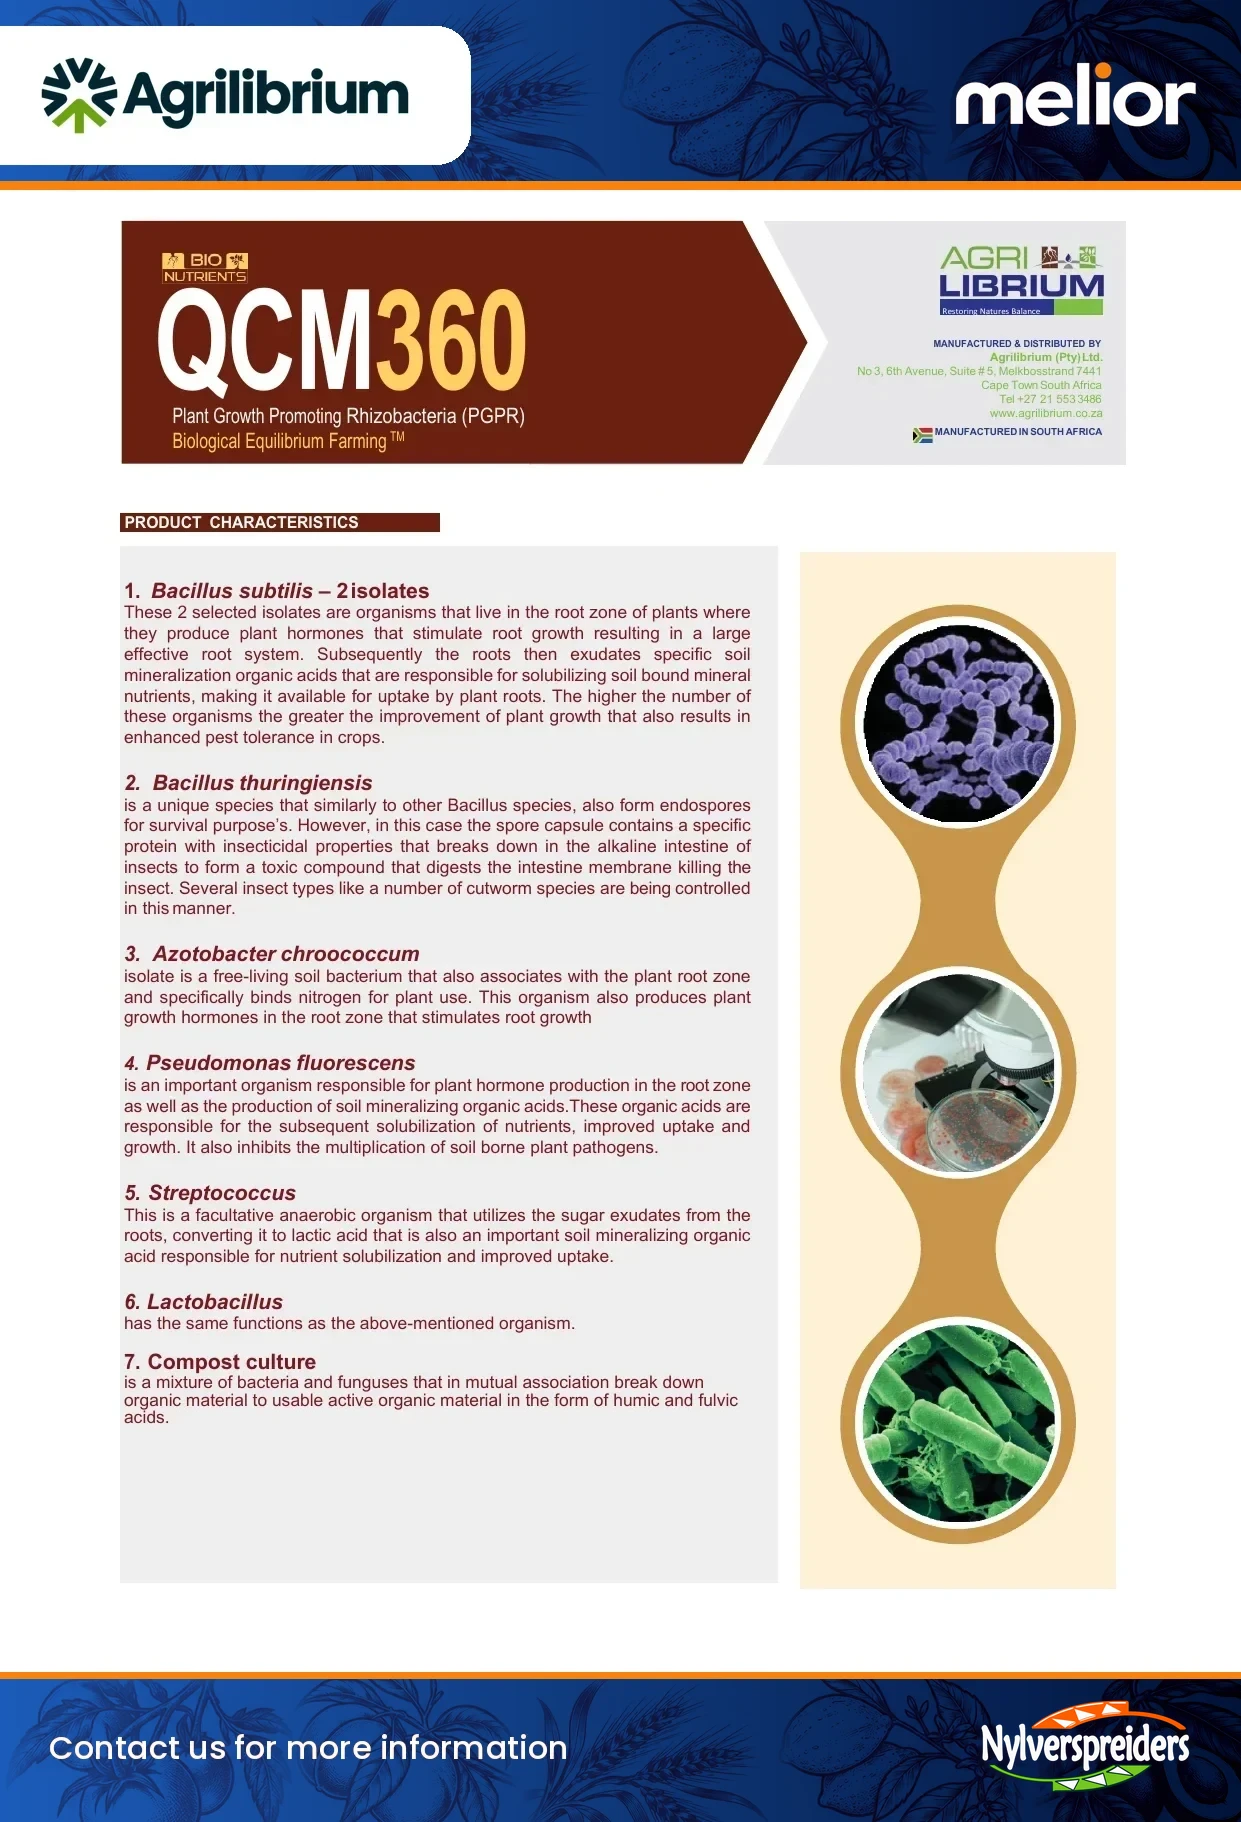 Agrilibrium
melior
BIO
NUTRIENTS
QCM360
Plant Growth Promoting Rhizobacteria (PGPR)
Biological Equilibrium Farming TM
AGRI
LIBRIUM
Restoring Natures Balance
MANUFACTURED & DISTRIBUTED BY
Agrilibrium (Pty) Ltd.
No 3, 6th Avenue, Suite # 5, Melkbosstrand 7441
Cape Town South Africa
Tel +27 21 553 3486
www.agrilibrium.co.za
MANUFACTURED IN SOUTH AFRICA
PRODUCT CHARACTERISTICS
1. Bacillus subtilis – 2 isolates
These 2 selected isolates are organisms that live in the root zone of plants where
they produce plant hormones that stimulate root growth resulting in a large
effective root system. Subsequently the roots then exudates specific soil
mineralization organic acids that are responsible for solubilizing soil bound mineral
nutrients, making it available for uptake by plant roots. The higher the number of
these organisms the greater the improvement of plant growth that also results in
enhanced pest tolerance in crops.
2. Bacillus thuringiensis
is a unique species that similarly to other Bacillus species, also form endospores
for survival purpose's. However, in this case the spore capsule contains a specific
protein with insecticidal properties that breaks down in the alkaline intestine of
insects to form a toxic compound that digests the intestine membrane killing the
insect. Several insect types like a number of cutworm species are being controlled
in this manner.
3. Azotobacter chroococcum
isolate is a free-living soil bacterium that also associates with the plant root zone
and specifically binds nitrogen for plant use. This organism also produces plant
growth hormones in the root zone that stimulates root growth
4. Pseudomonas fluorescens
is an important organism responsible for plant hormone production in the root zone
as well as the production of soil mineralizing organic acids.These organic acids are
responsible for the subsequent solubilization of nutrients, improved uptake and
growth. It also inhibits the multiplication of soil borne plant pathogens.
5. Streptococcus
This is a facultative anaerobic organism that utilizes the sugar exudates from the
roots, converting it to lactic acid that is also an important soil mineralizing organic
acid responsible for nutrient solubilization and improved uptake.
6. Lactobacillus
has the same functions as the above-mentioned organism.
7. Compost culture
is a mixture of bacteria and funguses that in mutual association break down
organic material to usable active organic material in the form of humic and fulvic
acids.
Contact us for more information
Nylverspreiders